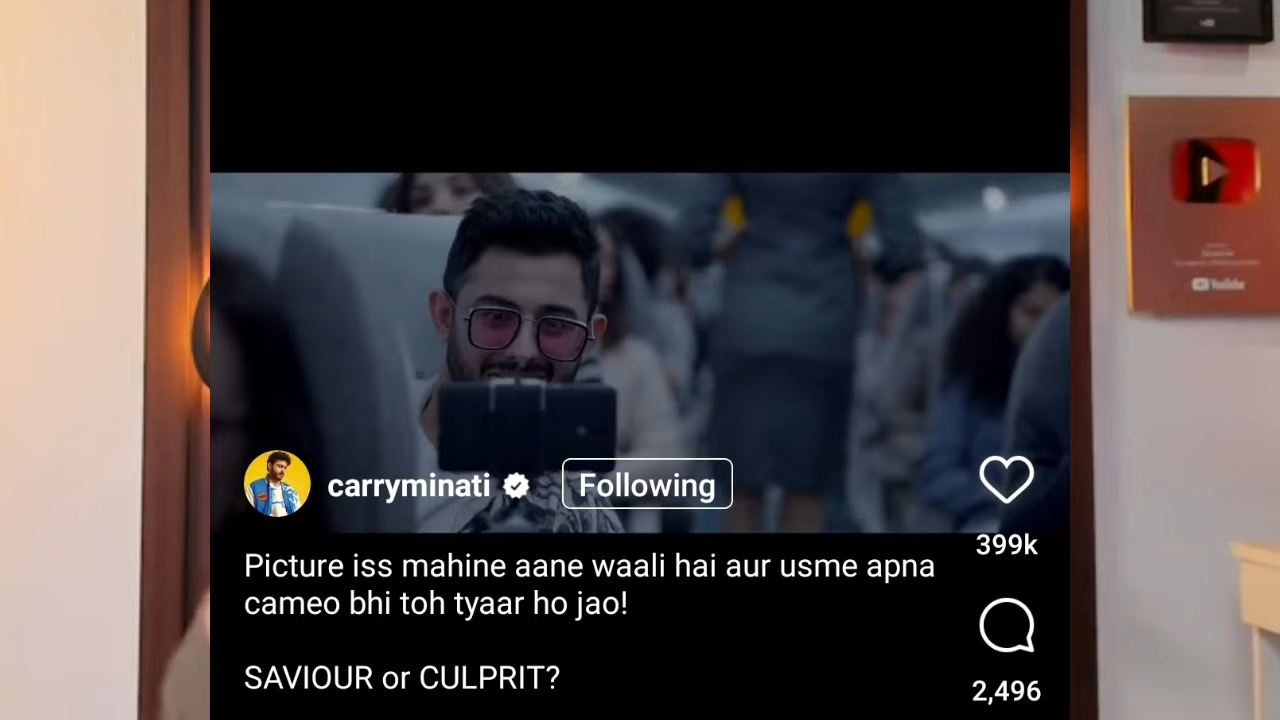 YouTube
carryminati
Following
399k
Picture iss mahine aane waali hai aur usme apna
cameo bhi toh tyaar ho jao!
SAVIOUR or CULPRIT?
2,496